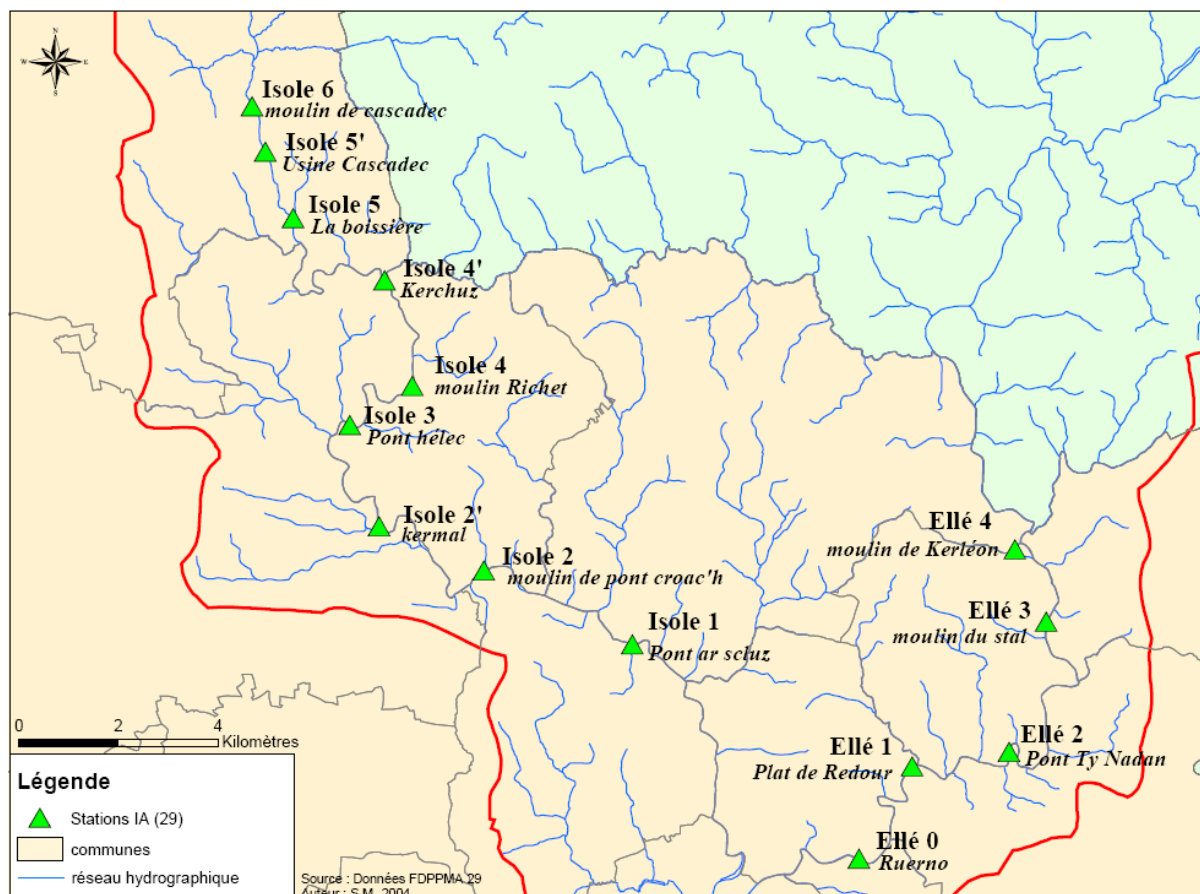 N
W
E
S
Isole 6
moulin de cascadec
Isole 5'
Usine Cascadec
Isole 5
La boissière
Isole 4'
Kerchuz
Isole 4
moulin Richet
Isole 3
Pont hélec
Isole 2'
kermal
Isole 2
moulin de pont croac'h
Isole 1
Pont ar scluz
Ellé 4
moulin de Kerléon
Ellé 3
moulin du stal
Ellé 2
Pont Ty Nadan
Ellé 1
Plat de Redour
Ellé 0
Ruerno
0 2 4
Kilomètres
Légende
Stations IA (29)
communes
réseau hydrographique
Source : Données FDPPMA 29
Auteur : S.M. 2004